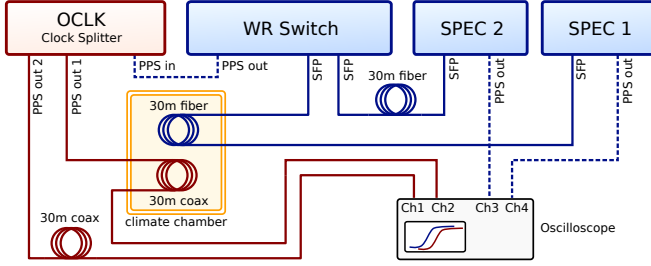 OCLK
Clock Splitter
WR Switch
SPEC 2
SPEC 1
PPS out 2
PPS out 1
PPS in
PPS out
SFP
SFP
30m fiber
SFP
PPS out
SFP
PPS out
30m fiber
30m coax
climate chamber
30m coax
Ch1 Ch2 Ch3 Ch4
Oscilloscope